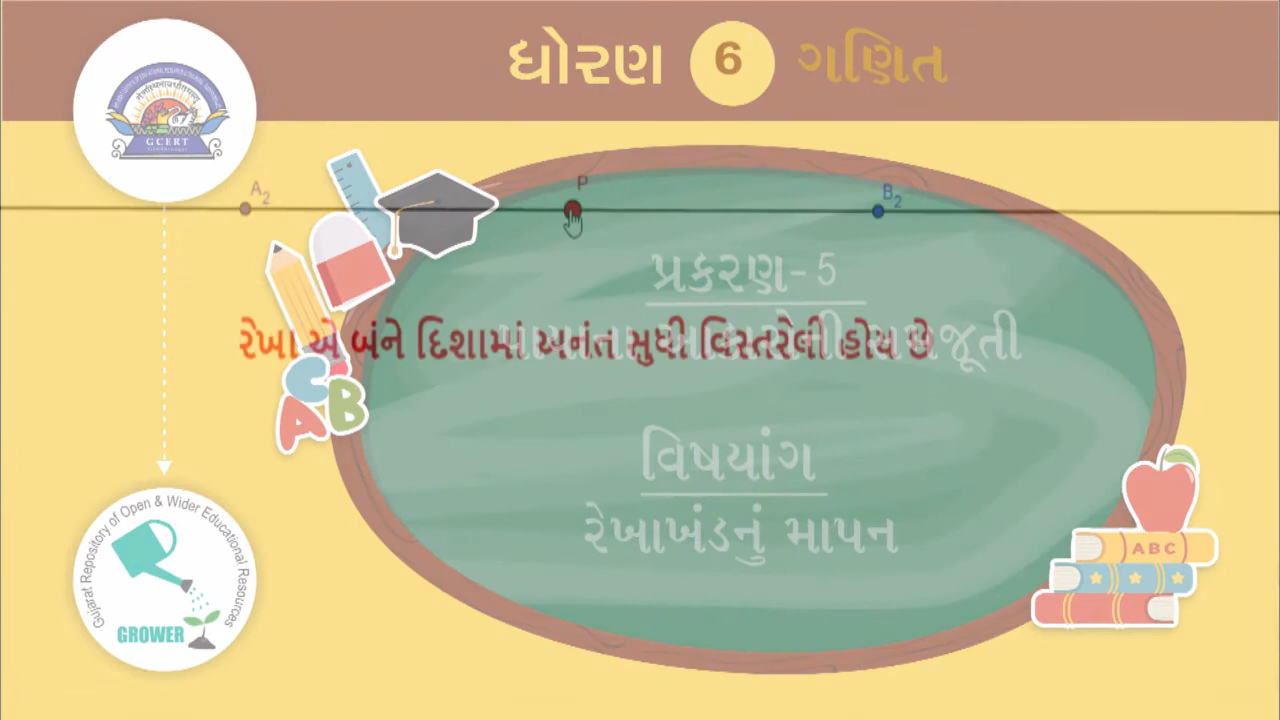 ધોરણ 6 ગણિત
GCERT
A2 P B2
પ્રકરણ-5
રેખા એ બંને દિશામાં અનંત સુધી વિસ્તરેલી હોય છે
વિષયાંગ
રેખાખંડનું માપન
Gujarat Repository of Open & Wider Educational Resources
GROWER
ABC
ABC